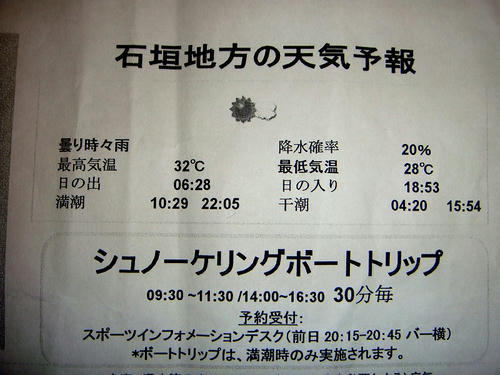 石垣地方の天気予報
曇り時々雨 降水確率 20%
最高気温 32℃ 最低気温 28℃
日の出 06:28 日の入り 18:53
満潮 10:29 22:05 干潮 04:20 15:54
シュノーケリングボートトリップ
09:30 ~11:30 /14:00~16:30 30分毎
予約受付:
スポーツインフォメーションデスク(前日 20:15-20:45 バー横)
*ボートトリップは、満潮時のみ実施されます。